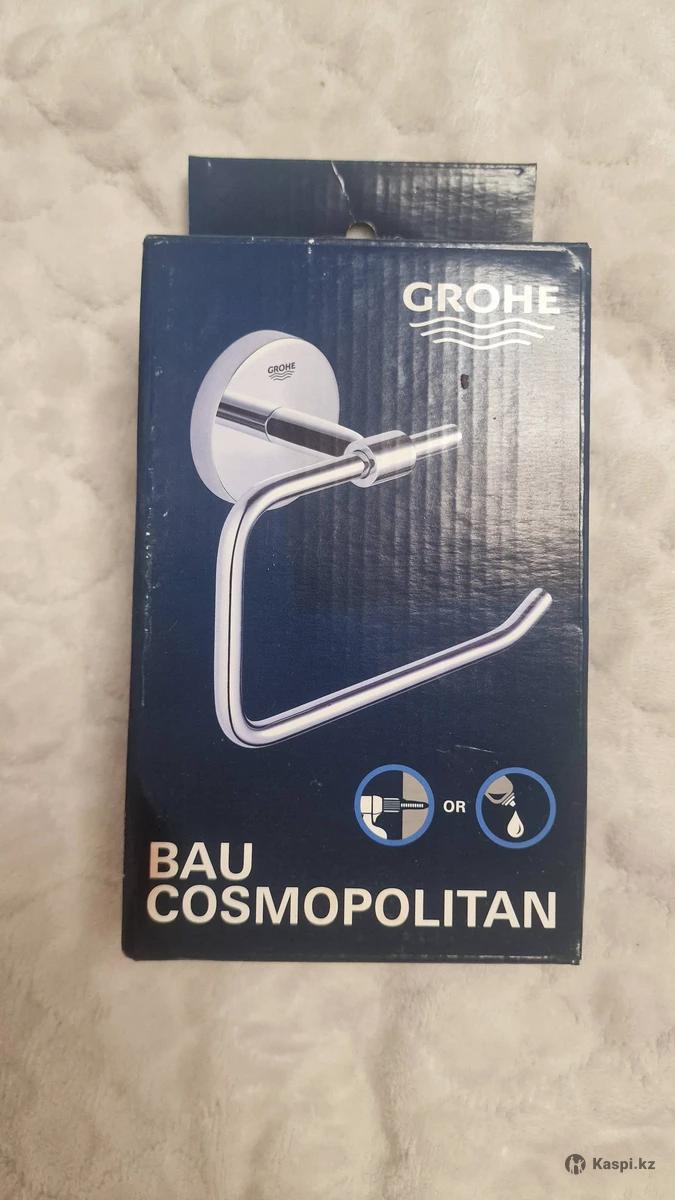 GROHE
GROHE
OR
BAU
COSMOPOLITAN
Kaspi.kz